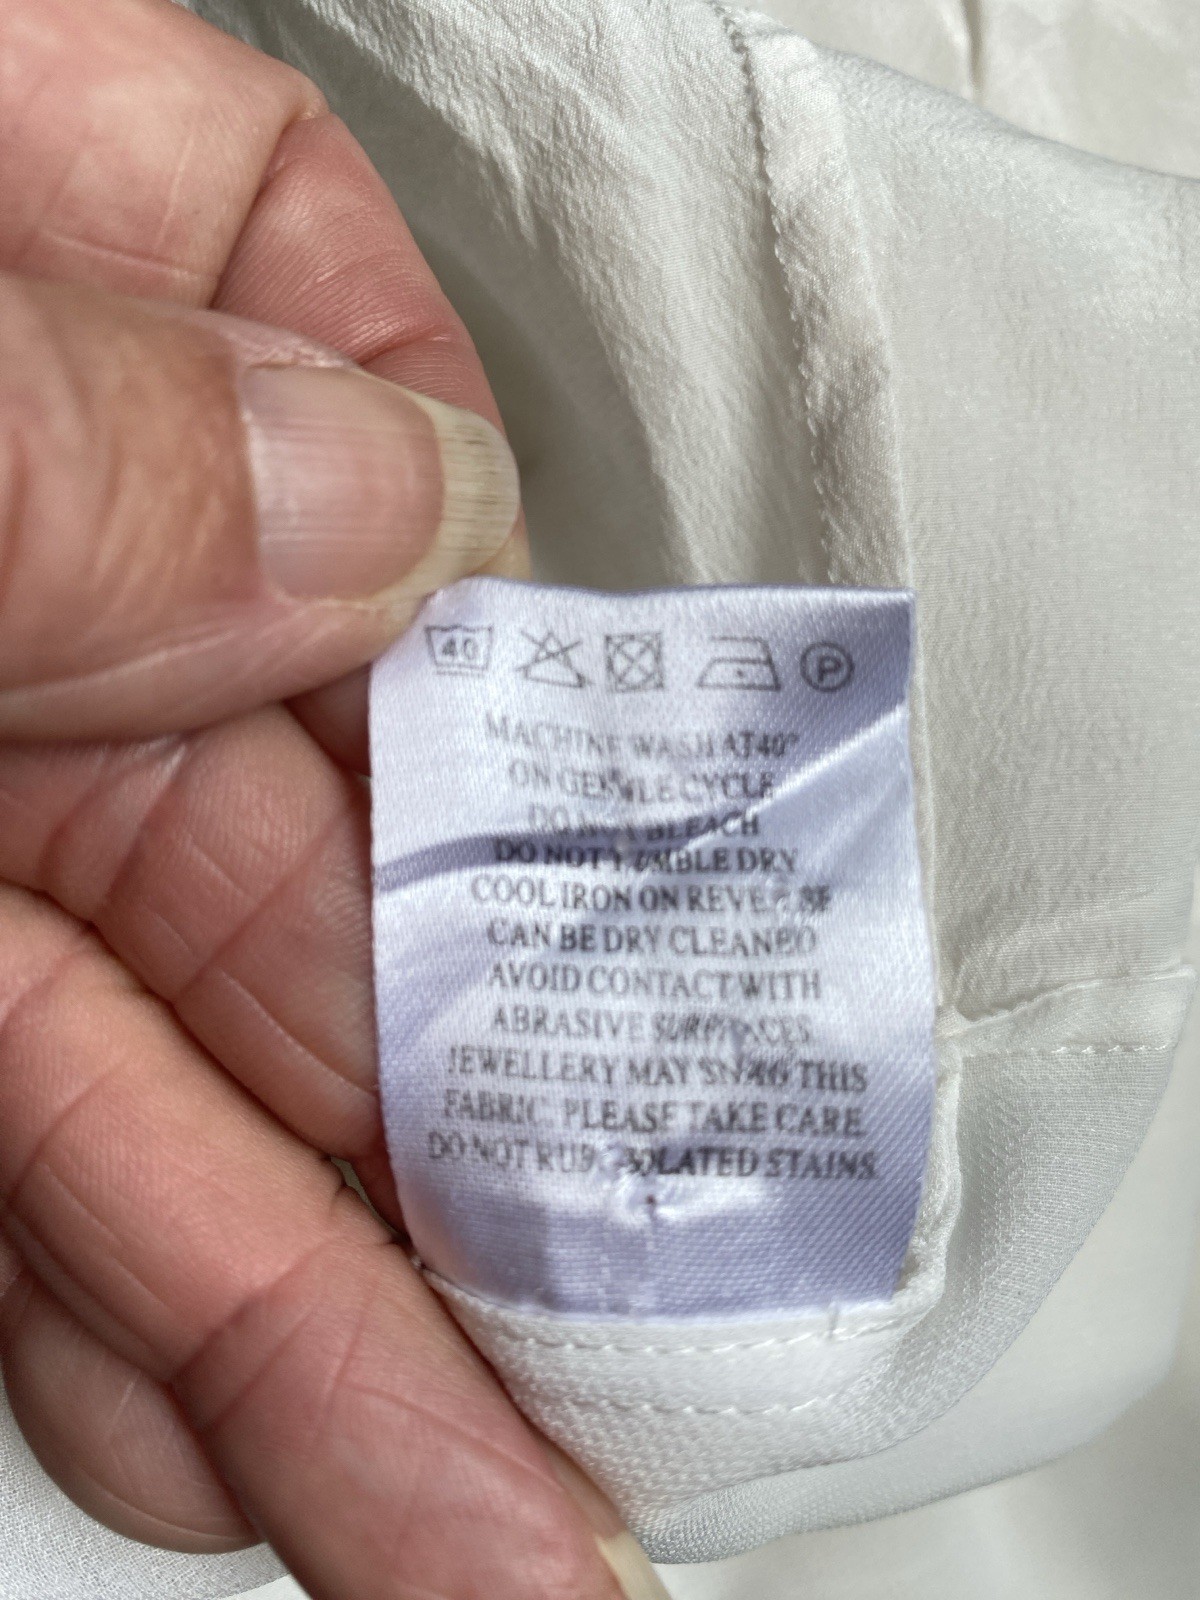 40 P
MACHINE WASH AT 40°
ON GENTLE CYCLE
DO NOT BLEACH
DO NOT TUMBLE DRY
COOL IRON ON REVERSE
CAN BE DRY CLEANED
AVOID CONTACT WITH
ABRASIVE SURFACES
JEWELLERY MAY SNAG THIS
FABRIC. PLEASE TAKE CARE
DO NOT RUB ISOLATED STAINS